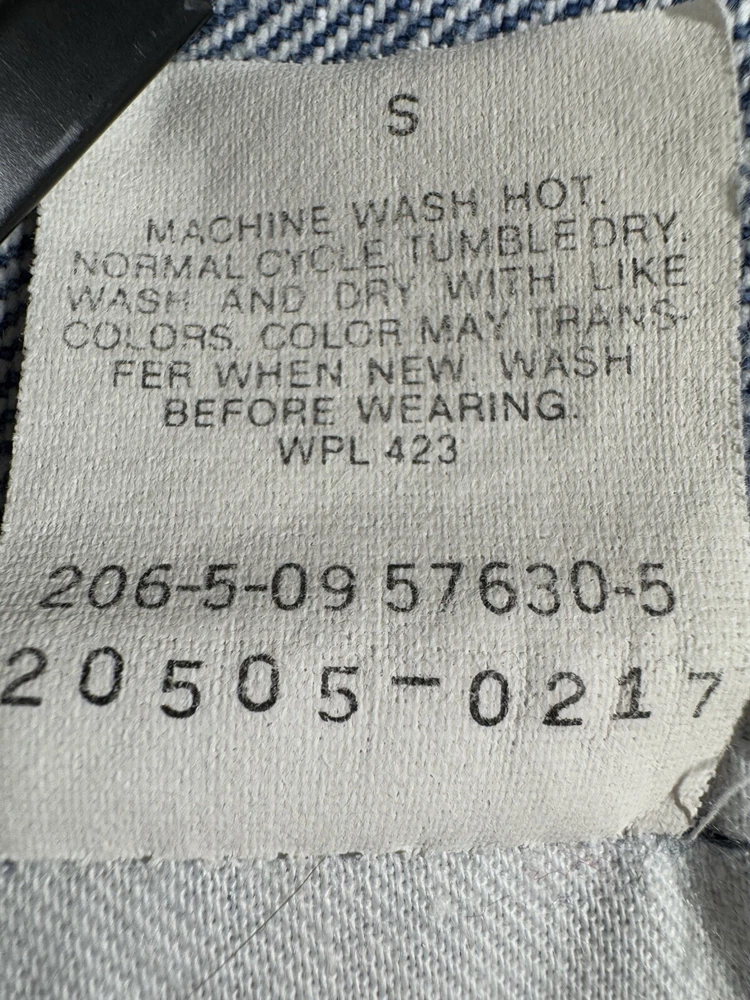 S
MACHINE WASH HOT.
NORMAL CYCLE TUMBLE DRY.
WASH AND DRY WITH LIKE
COLORS. COLOR MAY TRANS-
FER WHEN NEW. WASH
BEFORE WEARING.
WPL 423
206-5-09 57630-5
20505-0217